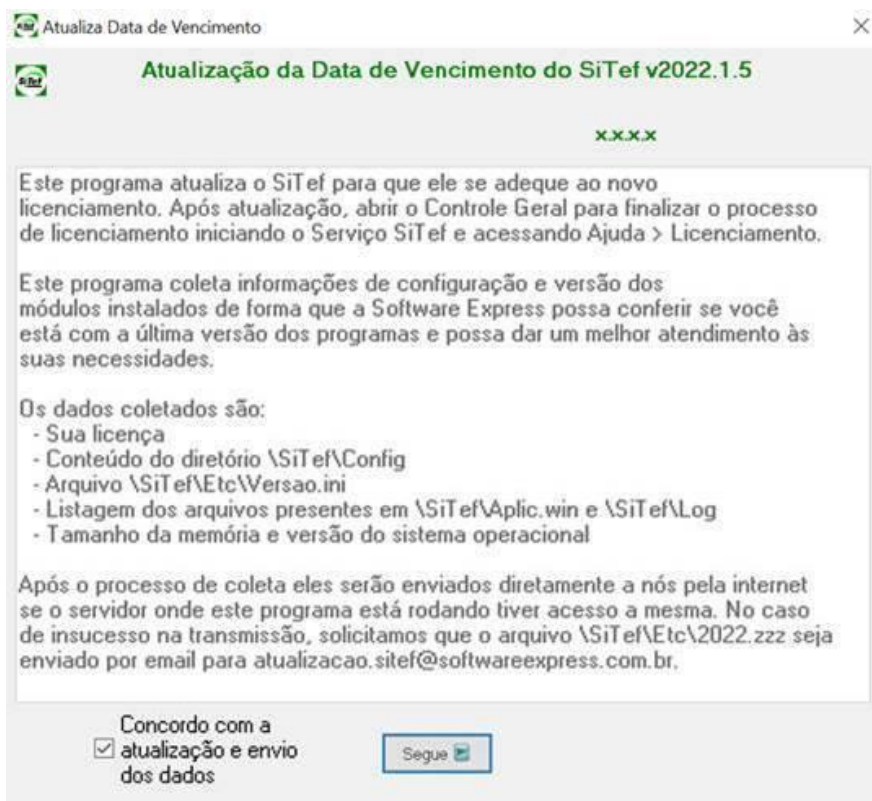 Atualiza Data de Vencimento
SiTef
Atualização da Data de Vencimento do SiTef v2022.1.5
x.x.x.x
Este programa atualiza o SiTef para que ele se adeque ao novo
licenciamento. Após atualização, abrir o Controle Geral para finalizar o processo
de licenciamento iniciando o Serviço SiTef e acessando Ajuda > Licenciamento.
Este programa coleta informações de configuração e versão dos
módulos instalados de forma que a Software Express possa conferir se você
está com a última versão dos programas e possa dar um melhor atendimento às
suas necessidades.
Os dados coletados são:
- Sua licença
- Conteúdo do diretório \SiTef\Config
- Arquivo \SiTef\Etc\Versao.ini
- Listagem dos arquivos presentes em \SiTef\Aplic.win e \SiTef\Log
- Tamanho da memória e versão do sistema operacional
Após o processo de coleta eles serão enviados diretamente a nós pela internet
se o servidor onde este programa está rodando tiver acesso a mesma. No caso
de insucesso na transmissão, solicitamos que o arquivo \SiTef\Etc\2022.zzz seja
enviado por email para atualizacao.sitef@softwareexpress.com.br.
Concordo com a
atualização e envio
dos dados
Segue